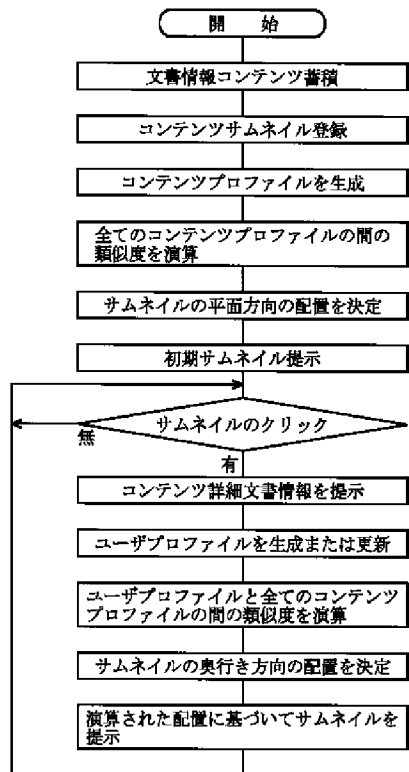 開 始
文書情報コンテンツ蓄積
コンテンツサムネイル登録
コンテンツプロファイルを生成
全てのコンテンツプロファイルの間の
類似度を演算
サムネイルの平面方向の配置を決定
初期サムネイル提示
サムネイルのクリック
無
有
コンテンツ詳細文書情報を提示
ユーザプロファイルを生成または更新
ユーザプロファイルと全てのコンテンツ
プロファイルの間の類似度を演算
サムネイルの奥行き方向の配置を決定
演算された配置に基づいてサムネイルを
提示